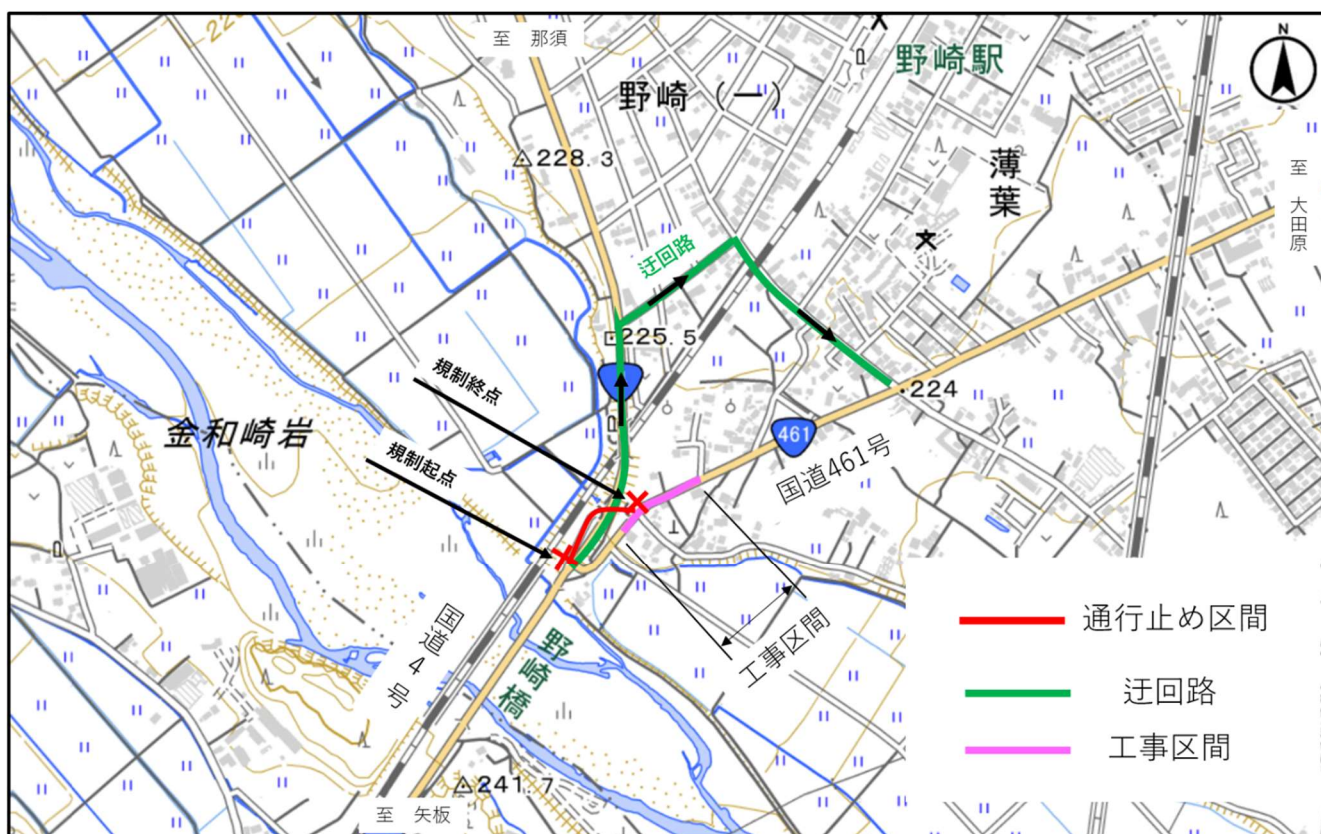 至 那須
N
野崎駅
野崎（一）
228.3
薄葉
至 大田原
迂回路
225.5
規制終点
224
金和崎岩
461
規制起点
国道461号
国道4号
野崎橋
工事区間
通行止め区間
迂回路
工事区間
241.7
至 矢板